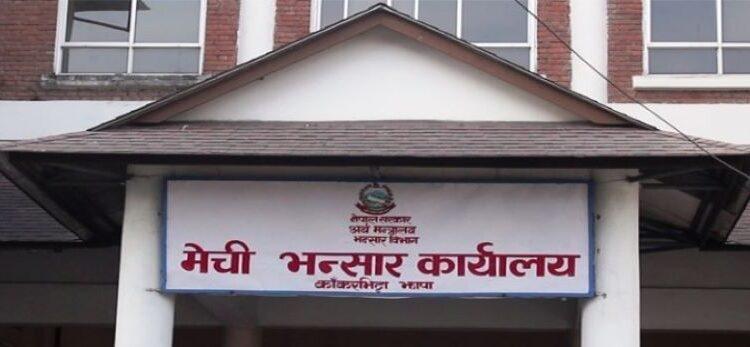 नेपाल सरकार
अर्थ मन्त्रालय
भन्सार विभाग
मेची भन्सार कार्यालय
काँकरभिट्टा झापा